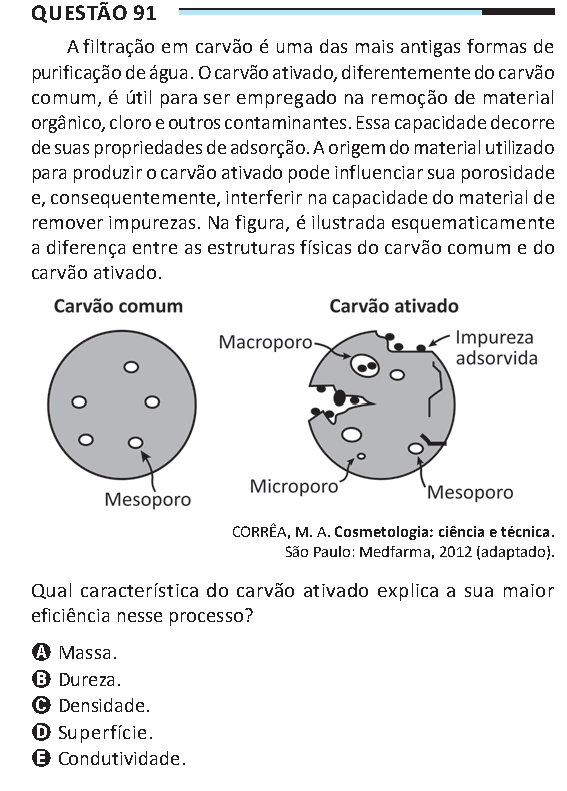 QUESTÃO 91
A filtração em carvão é uma das mais antigas formas de
purificação de água. O carvão ativado, diferentemente do carvão
comum, é útil para ser empregado na remoção de material
orgânico, cloro e outros contaminantes. Essa capacidade decorre
de suas propriedades de adsorção. A origem do material utilizado
para produzir o carvão ativado pode influenciar sua porosidade
e, consequentemente, interferir na capacidade do material de
remover impurezas. Na figura, é ilustrada esquematicamente
a diferença entre as estruturas físicas do carvão comum e do
carvão ativado.
Carvão comum
Mesoporo
Carvão ativado
Macroporo
Impureza
adsorvida
Microporo
Mesoporo
CORRÊA, M. A. Cosmetologia: ciência e técnica.
São Paulo: Medfarma, 2012 (adaptado).
Qual característica do carvão ativado explica a sua maior
eficiência nesse processo?
A Massa.
B Dureza.
C Densidade.
D Superfície.
E Condutividade.